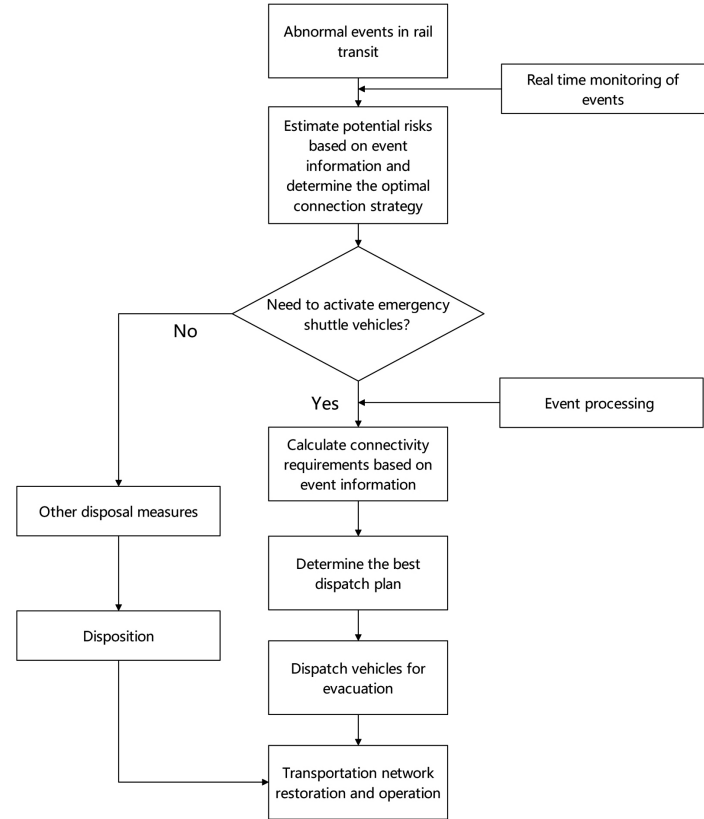 Abnormal events in rail
transit
Real time monitoring of
events
Estimate potential risks
based on event
information and
determine the optimal
connection strategy
Need to activate emergency
shuttle vehicles?
No
Yes
Event processing
Calculate connectivity
requirements based on
event information
Other disposal measures
Determine the best
dispatch plan
Disposition
Dispatch vehicles for
evacuation
Transportation network
restoration and operation